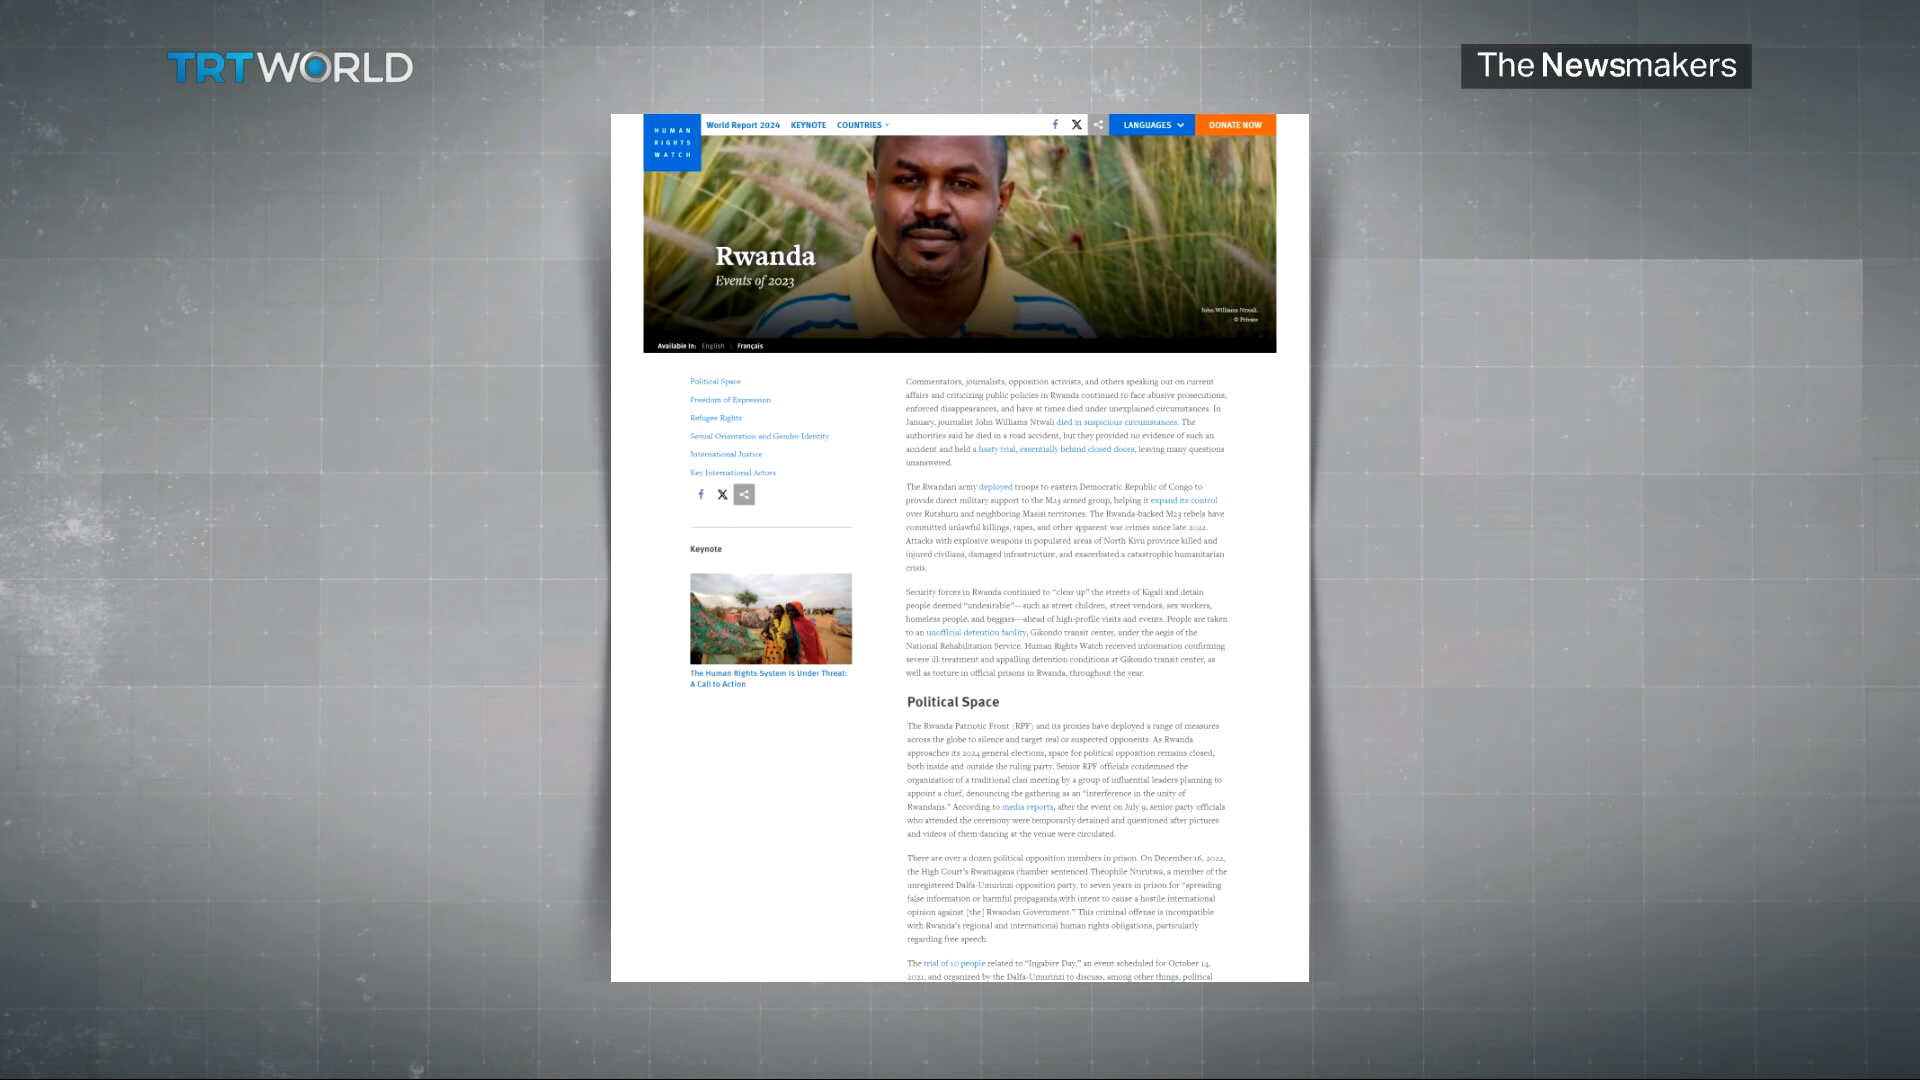 TRT WORLD
The Newsmakers
HUMAN
RIGHTS
WATCH
World Report 2024 KEYNOTE COUNTRIES
LANGUAGES
DONATE NOW
Rwanda
Events of 2023
John Williams Ntwali.
© Private
Available in: English | Français
Political Space
Freedom of Expression
Refugee Rights
Sexual Orientation and Gender Identity
International Justice
Key International Actors
Keynote
The Human Rights System Is Under Threat:
A Call to Action
Commentators, journalists, opposition activists, and others speaking out on current
affairs and criticizing public policies in Rwanda continued to face abusive prosecutions,
enforced disappearances, and have at times died under unexplained circumstances. In
January, journalist John Williams Ntwali died in suspicious circumstances. The
authorities said he died in a road accident, but they provided no evidence of such an
accident and held a hasty trial, essentially behind closed doors, leaving many questions
unanswered.
The Rwandan army deployed troops to eastern Democratic Republic of Congo to
provide direct military support to the M23 armed group, helping it expand its control
over Rutshuru and neighboring Masisi territories. The Rwanda-backed M23 rebels have
committed unlawful killings, rapes, and other apparent war crimes since late 2022.
Attacks with explosive weapons in populated areas of North Kivu province killed and
injured civilians, damaged infrastructure, and exacerbated a catastrophic humanitarian
crisis.
Security forces in Rwanda continued to “clear up” the streets of Kigali and detain
people deemed “undesirable”—such as street children, street vendors, sex workers,
homeless people, and beggars—ahead of high-profile visits and events. People are taken
to an unofficial detention facility, Gikondo transit center, under the aegis of the
National Rehabilitation Service. Human Rights Watch received information confirming
severe ill-treatment and appalling detention conditions at Gikondo transit center, as
well as torture in official prisons in Rwanda, throughout the year.
Political Space
The Rwanda Patriotic Front (RPF) and its proxies have deployed a range of measures
across the globe to silence and target real or suspected opponents. As Rwanda
approaches its 2024 general elections, space for political opposition remains closed,
both inside and outside the ruling party. Senior RPF officials condemned the
organization of a traditional clan meeting by a group of influential leaders planning to
appoint a chief, denouncing the gathering as an “interference in the unity of
Rwandans.” According to media reports, after the event on July 9, senior party officials
who attended the ceremony were temporarily detained and questioned after pictures
and videos of them dancing at the venue were circulated.
There are over a dozen political opposition members in prison. On December 16, 2022,
the High Court’s Rwamagana chamber sentenced Théophile Ntirutwa, a member of the
unregistered Dalfa-Umurinzi opposition party, to seven years in prison for “spreading
false information or harmful propaganda with intent to cause a hostile international
opinion against [the] Rwandan Government.” This criminal offense is incompatible
with Rwanda’s regional and international human rights obligations, particularly
regarding free speech.
The trial of 10 people related to “Ingabire Day,” an event scheduled for October 14,
2021, and organized by the Dalfa-Umurinzi to discuss, among other things, political